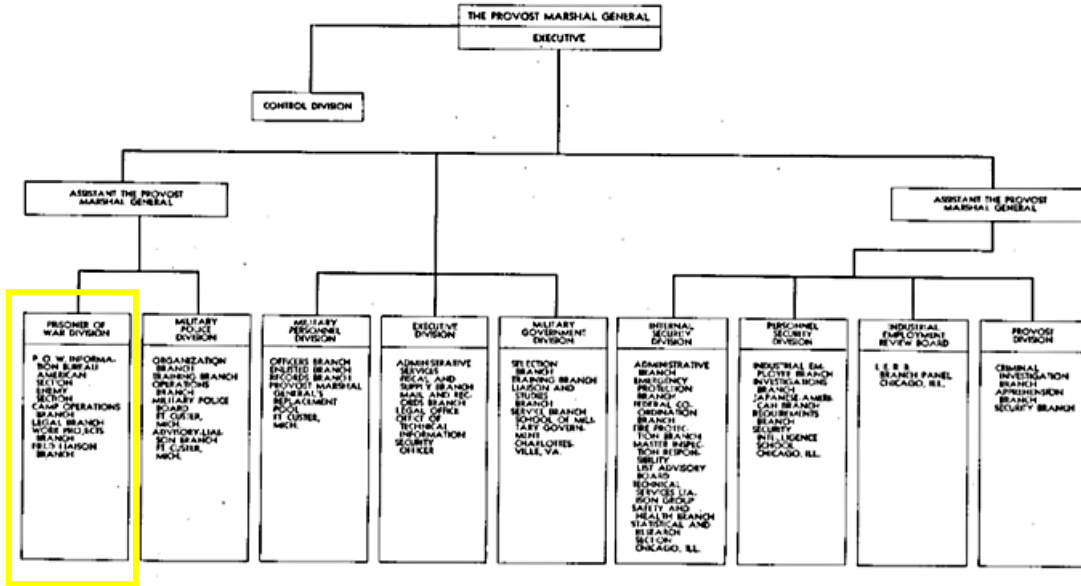 THE PROVOST MARSHAL GENERAL
EXECUTIVE
CONTROL DIVISION
ASSISTANT THE PROVOST
MARSHAL GENERAL
ASSISTANT THE PROVOST
MARSHAL GENERAL
PRISONER OF
WAR DIVISION
P. O. W. INFORMA-
TION BUREAU
AMERICAN
SECTION
ENEMY
SECTION
CAMP OPERATIONS
BRANCH
LEGAL BRANCH
WORK PROJECTS
BRANCH
FIELD LIAISON
BRANCH
MILITARY
POLICE
DIVISION
ORGANIZATION
BRANCH
TRAINING BRANCH
OPERATIONS
BRANCH
MILITARY POLICE
BOARD
FT. CUSTER,
MICH.
ADVISORY-LIAI-
SON BRANCH
FT. CUSTER,
MICH.
MILITARY
PERSONNEL
DIVISION
OFFICERS BRANCH
ENLISTED BRANCH
RECORDS BRANCH
PROVOST MARSHAL
GENERAL'S
REPLACEMENT
POOL
FT. CUSTER,
MICH.
EXECUTIVE
DIVISION
ADMINISTRATIVE
SERVICES
FISCAL AND
SUPPLY BRANCH
MAIL AND REC-
ORDS BRANCH
LEGAL OFFICE
OFFICE OF
TECHNICAL
INFORMATION
SECURITY
OFFICER
MILITARY
GOVERNMENT
DIVISION
SELECTION
BRANCH
TRAINING BRANCH
LIAISON AND
STUDIES
BRANCH
SERVICE BRANCH
SCHOOL OF MILI-
TARY GOVERN-
MENT
CHARLOTTES-
VILLE, VA.
INTERNAL
SECURITY
DIVISION
ADMINISTRATIVE
BRANCH
EMERGENCY
PROTECTION
BRANCH
FEDERAL CO-
ORDINATION
BRANCH
FIRE PROTEC-
TION BRANCH
MASTER INSPEC-
TION RESPON-
SIBILITY
LIST ADVISORY
BOARD
TECHNICAL
SERVICES LIA-
ISON GROUP
SAFETY AND
HEALTH BRANCH
STATISTICAL AND
RESEARCH
SECTION
CHICAGO, ILL.
PERSONNEL
SECURITY
DIVISION
INDUSTRIAL EM-
PLOYEE BRANCH
INVESTIGATIONS
BRANCH
JAPANESE-AMERI-
CAN BRANCH
REQUIREMENTS
BRANCH
SECURITY
INTELLIGENCE
SCHOOL
CHICAGO, ILL.
INDUSTRIAL
EMPLOYMENT
REVIEW BOARD
I. E. R. B.
BRANCH PANEL
CHICAGO, ILL.
PROVOST
DIVISION
CRIMINAL
INVESTIGATION
BRANCH
APPREHENSION
BRANCH
SECURITY BRANCH